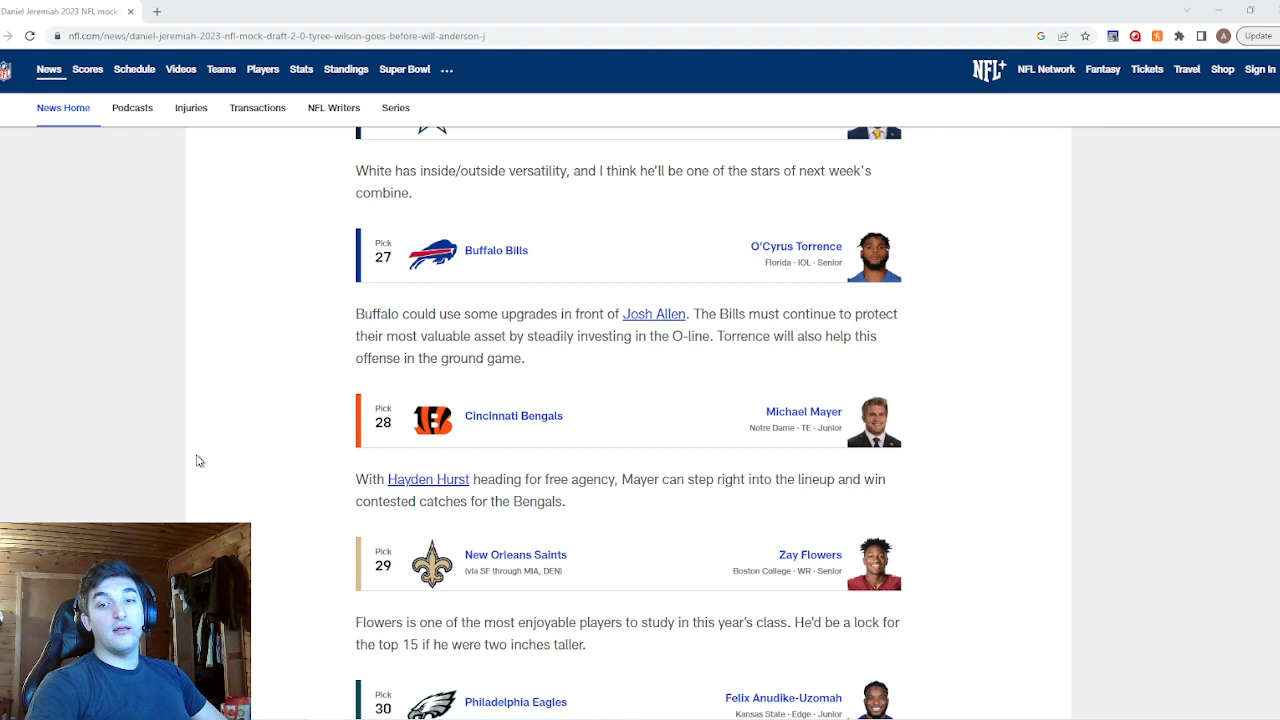 Daniel Jeremiah 2023 NFL mock
nfl.com/news/daniel-jeremiah-2023-nfl-mock-draft-2-0-tyree-wilson-goes-before-will-anderson-j
G
A
Update
NFL
News Scores Schedule Videos Teams Players Stats Standings Super Bowl
NFL+ NFL Network Fantasy Tickets Travel Shop Sign In
News Home Podcasts Injuries Transactions NFL Writers Series
White has inside/outside versatility, and I think he'll be one of the stars of next week's
combine.
Pick
27
Buffalo Bills
O'Cyrus Torrence
Florida · IOL · Senior
Buffalo could use some upgrades in front of Josh Allen. The Bills must continue to protect
their most valuable asset by steadily investing in the O-line. Torrence will also help this
offense in the ground game.
Pick
28
Cincinnati Bengals
Michael Mayer
Notre Dame · TE · Junior
With Hayden Hurst heading for free agency, Mayer can step right into the lineup and win
contested catches for the Bengals.
Pick
29
New Orleans Saints
(via SF through MIA, DEN)
Zay Flowers
Boston College · WR · Senior
Flowers is one of the most enjoyable players to study in this year's class. He'd be a lock for
the top 15 if he were two inches taller.
Pick
30
Philadelphia Eagles
Felix Anudike-Uzomah
Kansas State · Edge · Junior